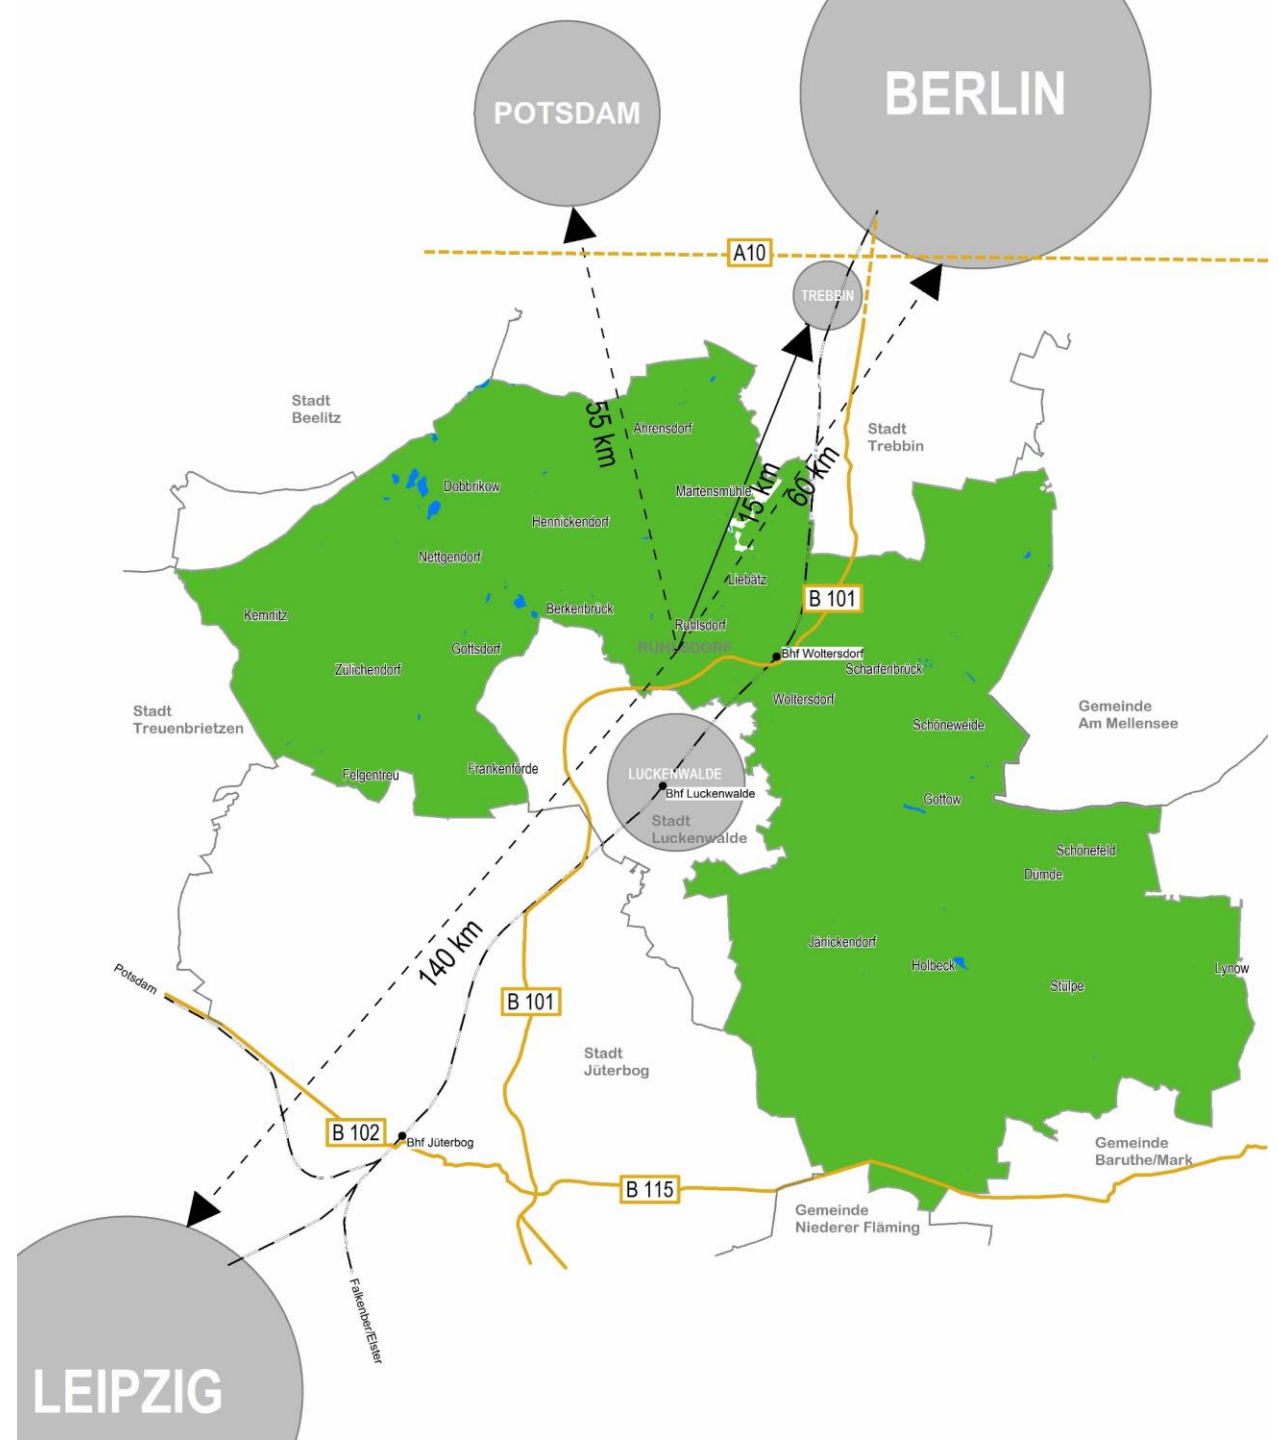 BERLIN
POTSDAM
A10
TREBBIN
Stadt
Beelitz
55 km
Ahrensdorf
Stadt
Trebbin
Dobbrikow
Märtensmühle
15 km
60 km
Hennickendorf
Nettgendorf
Liebätz
B 101
Kemnitz
Berkenbrück
Ruhlsdorf
RUHLSDORF
Gottsdorf
Bhf Woltersdorf
Zülichendorf
Scharfenbrück
Woltersdorf
Stadt
Treuenbrietzen
Gemeinde
Am Mellensee
Schöneweide
Felgentreu
Frankenförde
LUCKENWALDE
Bhf Luckenwalde
Stadt
Luckenwalde
Gottow
Schönefeld
Dümde
140 km
Jänickendorf
Holbeck
Lynow
Stülpe
Potsdam
B 101
Stadt
Jüterbog
B 102
Bhf Jüterbog
Gemeinde
Baruthe/Mark
B 115
Gemeinde
Niederer Fläming
Falkenber/Elster
LEIPZIG